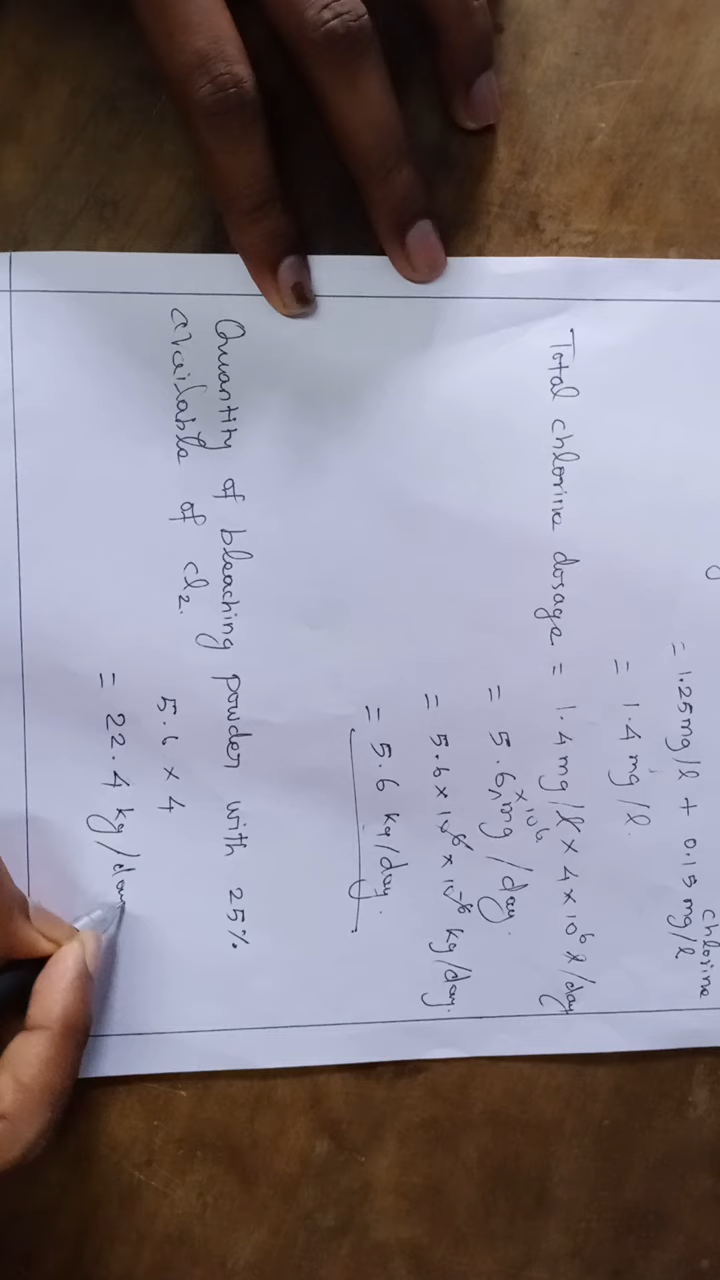 chlorine
= 1.25mg/l + 0.15 mg/l
= 1.4 mg/l.
Total chlorine dosage = 1.4 mg/l × 4×10⁶ l/day
= 5.6 ×10⁶ mg/day.
= 5.6×10⁶ × 10⁻⁶ kg/day.
= 5.6 kg/day.
Quantity of bleaching powder with 25%
available of cl₂.
5.6 × 4
= 22.4 kg/day